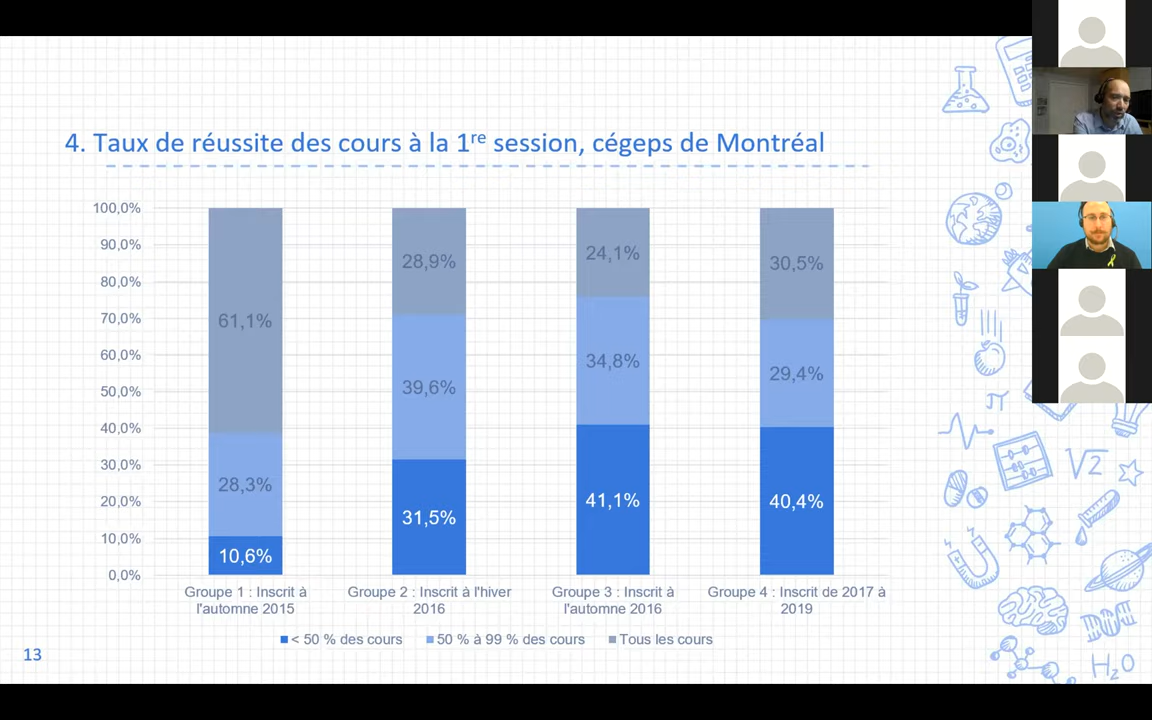 4. Taux de réussite des cours à la 1re session, cégeps de Montréal
100,0%
90,0%
80,0%
70,0%
60,0%
50,0%
40,0%
30,0%
20,0%
10,0%
0,0%
61,1%
28,3%
10,6%
28,9%
39,6%
31,5%
24,1%
34,8%
41,1%
30,5%
29,4%
40,4%
Groupe 1 : Inscrit à
l'automne 2015
Groupe 2 : Inscrit à l'hiver
2016
Groupe 3 : Inscrit à
l'automne 2016
Groupe 4 : Inscrit de 2017 à
2019
< 50 % des cours
50 % à 99 % des cours
Tous les cours
13
π
√2
H₂O